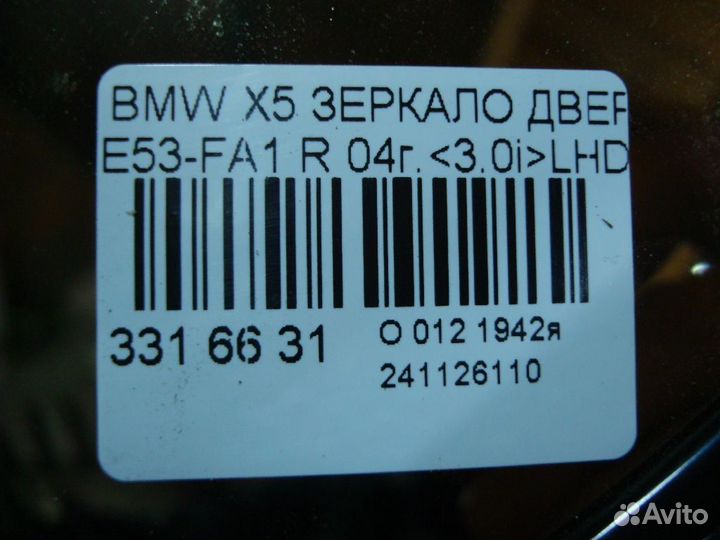 BMW X5 ЗЕРКАЛО ДВЕР
E53-FA1 R 04г.<3.0i>LHD
331 66 31
О 012 1942я
241126110
Avito